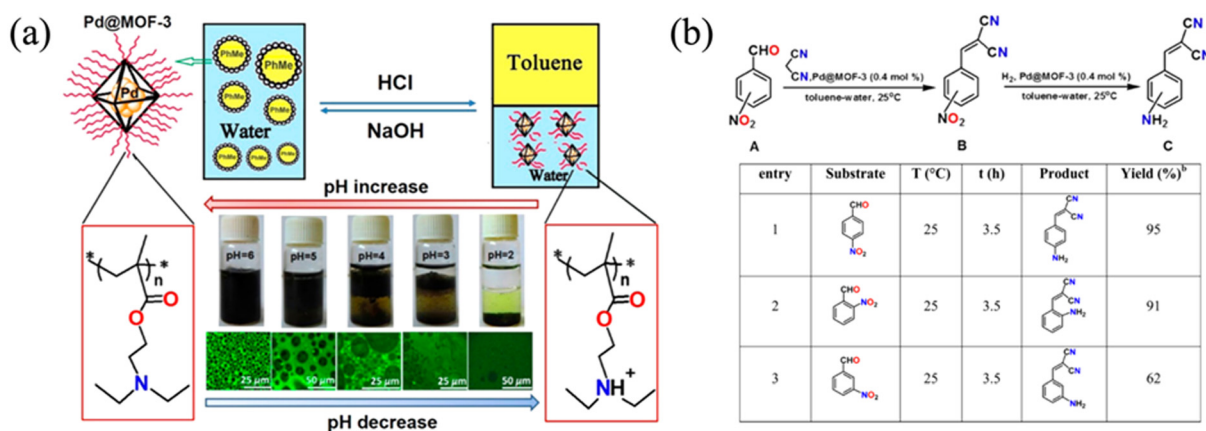 (a)
Pd@MOF-3
Pd
PhMe
PhMe
PhMe
PhMe
PhMe
PhMe
PhMe
Water
HCl
NaOH
Toluene
Water
pH increase
pH=6
pH=5
pH=4
pH=3
pH=2
25 µm
50 µm
25 µm
25 µm
50 µm
pH decrease
*
*
n
O
O
N
*
*
n
O
O
NH
+
(b)
CHO
NO2
A
CN
CN
,Pd@MOF-3 (0.4 mol %)
toluene-water, 25°C
CN
CN
NO2
B
H2, Pd@MOF-3 (0.4 mol %)
toluene-water, 25°C
CN
CN
NH2
C
entry Substrate T (°C) t (h) Product Yield (%)b
CHO
NO2
CN
CN
NH2
1 25 3.5 95
CHO
NO2
CN
CN
NH2
2 25 3.5 91
CHO
NO2
CN
CN
NH2
3 25 3.5 62